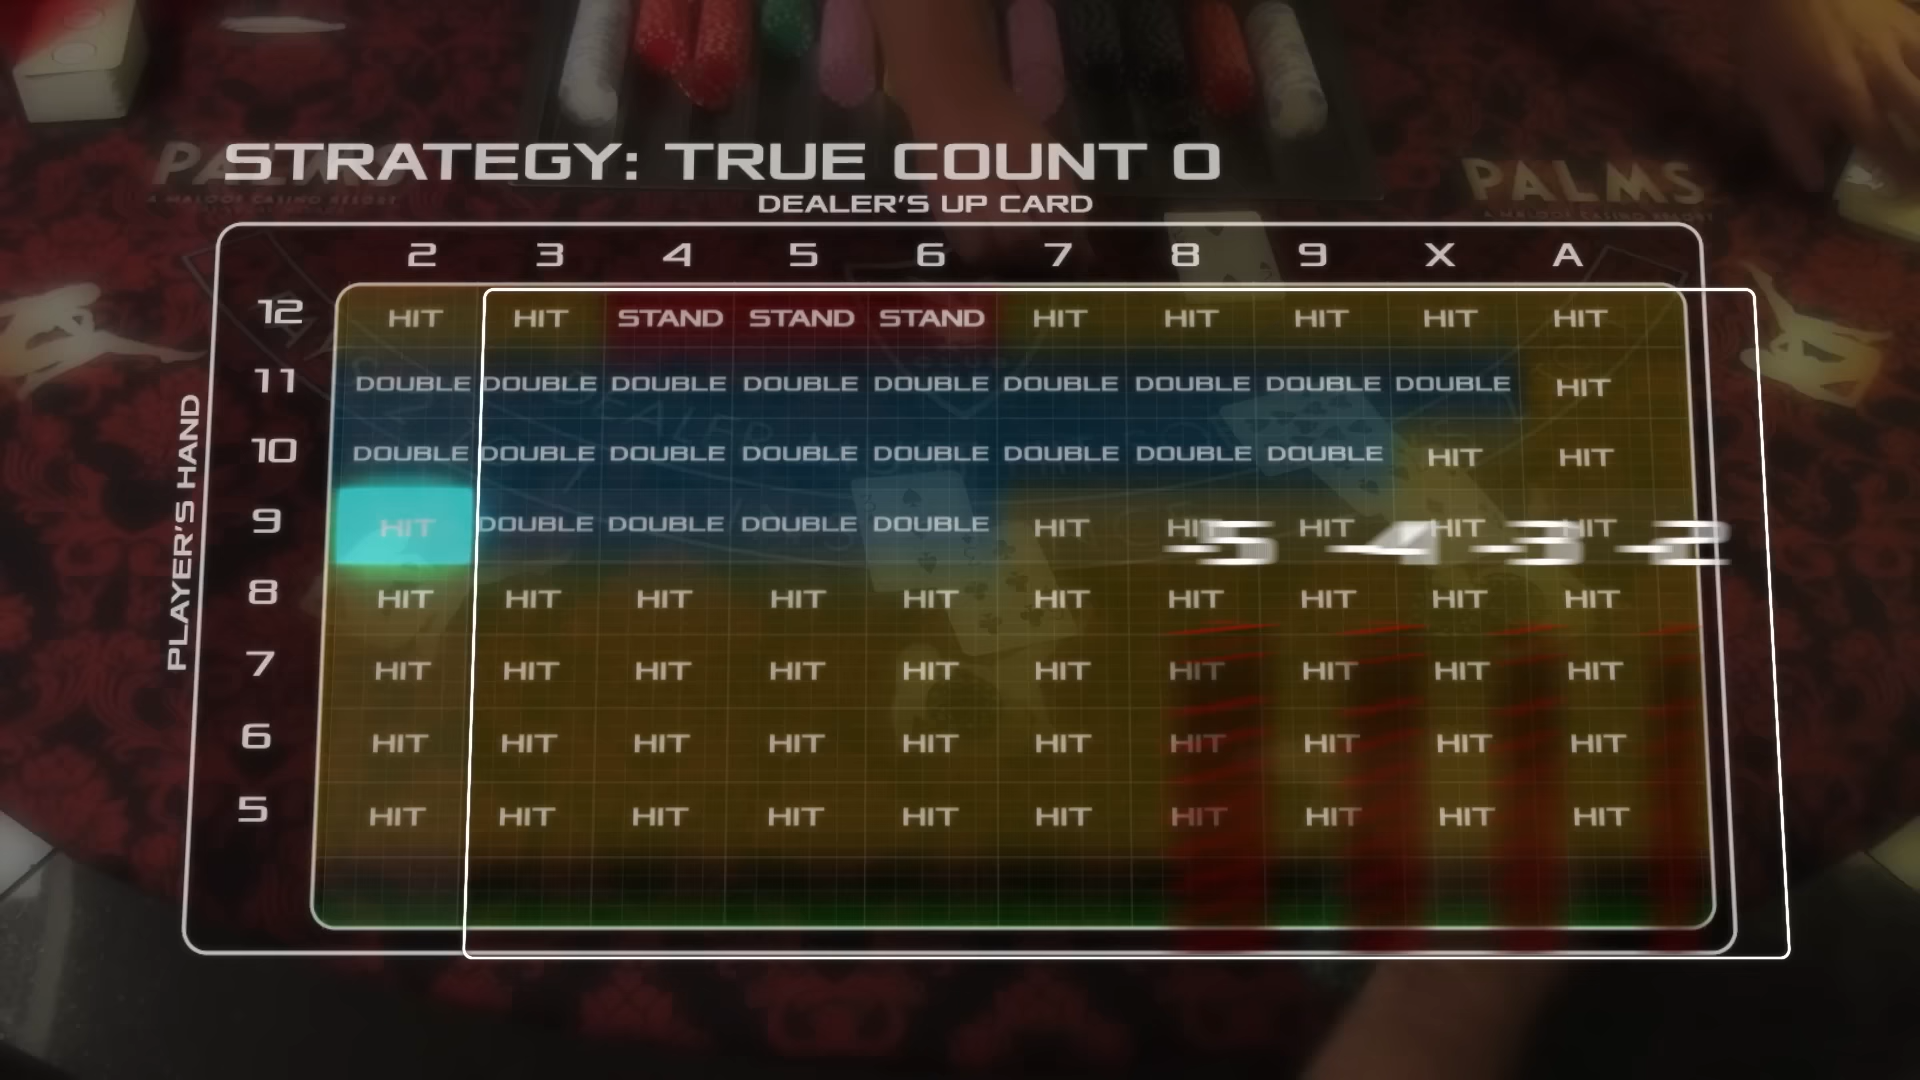 STRATEGY: TRUE COUNT 0
PALMS
PALMS
A MALOOF CASINO RESORT
DEALER'S UP CARD
2 3 4 5 6 7 8 9 X A
PLAYER'S HAND
12 HIT HIT STAND STAND STAND HIT HIT HIT HIT HIT
11 DOUBLE DOUBLE DOUBLE DOUBLE DOUBLE DOUBLE DOUBLE DOUBLE DOUBLE HIT
10 DOUBLE DOUBLE DOUBLE DOUBLE DOUBLE DOUBLE DOUBLE DOUBLE HIT HIT
9 HIT DOUBLE DOUBLE DOUBLE DOUBLE HIT HIT HIT HIT HIT
-5 -4 -3 -2
8 HIT HIT HIT HIT HIT HIT HIT HIT HIT HIT
7 HIT HIT HIT HIT HIT HIT HIT HIT HIT HIT
6 HIT HIT HIT HIT HIT HIT HIT HIT HIT HIT
5 HIT HIT HIT HIT HIT HIT HIT HIT HIT HIT